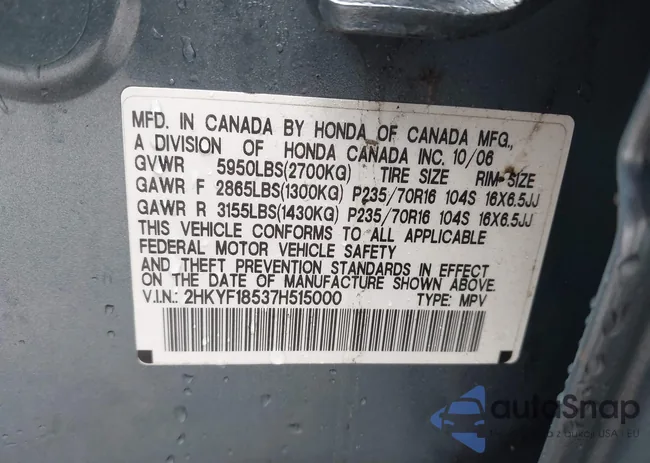 MFD. IN CANADA BY HONDA OF CANADA MFG.,
A DIVISION OF HONDA CANADA INC. 10/06
GVWR 5950LBS(2700KG) TIRE SIZE RIM SIZE
GAWR F 2865LBS(1300KG) P235/70R16 104S 16X6.5JJ
GAWR R 3155LBS(1430KG) P235/70R16 104S 16X6.5JJ
THIS VEHICLE CONFORMS TO ALL APPLICABLE
FEDERAL MOTOR VEHICLE SAFETY
AND THEFT PREVENTION STANDARDS IN EFFECT
ON THE DATE OF MANUFACTURE SHOWN ABOVE.
V.I.N.: 2HKYF18537H515000 TYPE: MPV
autoSnap
USA - EU